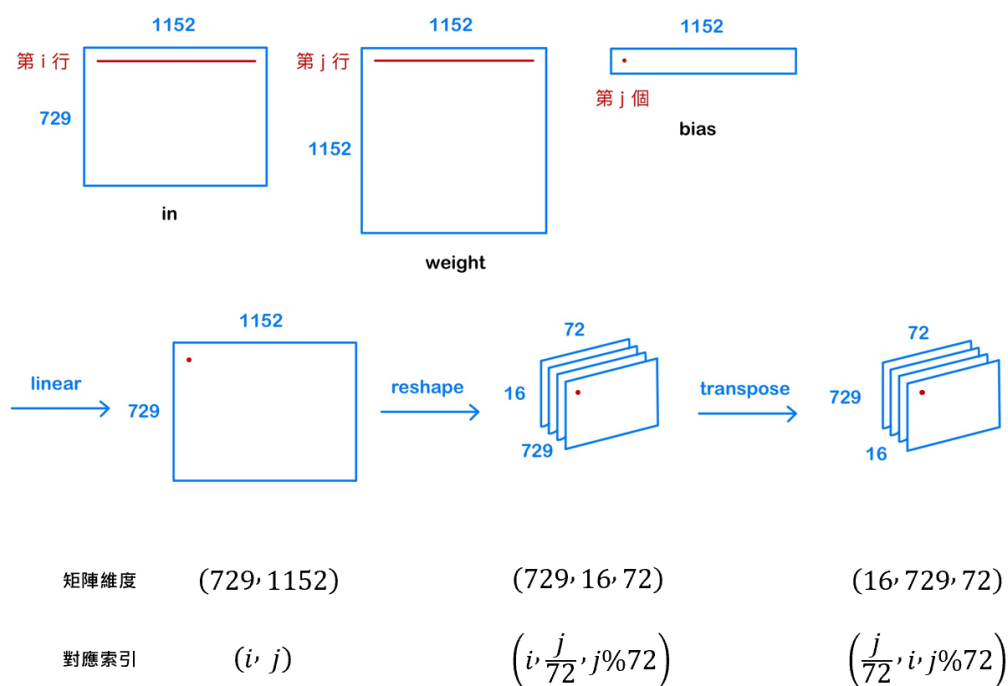 1152
1152
1152
第 i 行
第 j 行
第 j 個
729
1152
bias
in
weight
1152
72
72
linear
reshape
transpose
729
16
729
729
16
矩陣維度
(729, 1152)
(729, 16, 72)
(16, 729, 72)
對應索引
(i, j)
(i, j/72, j%72)
(j/72, i, j%72)